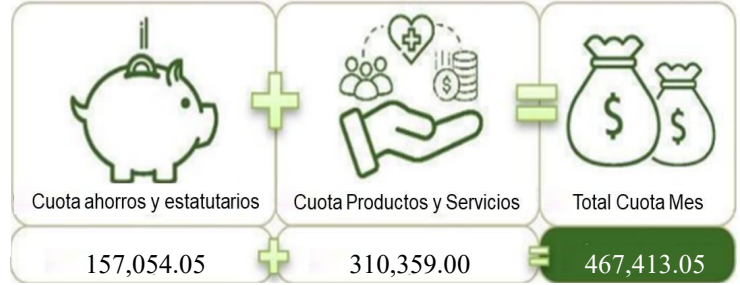 Cuota ahorros y estatutarios
Cuota Productos y Servicios
Total Cuota Mes
157,054.05
310,359.00
467,413.05